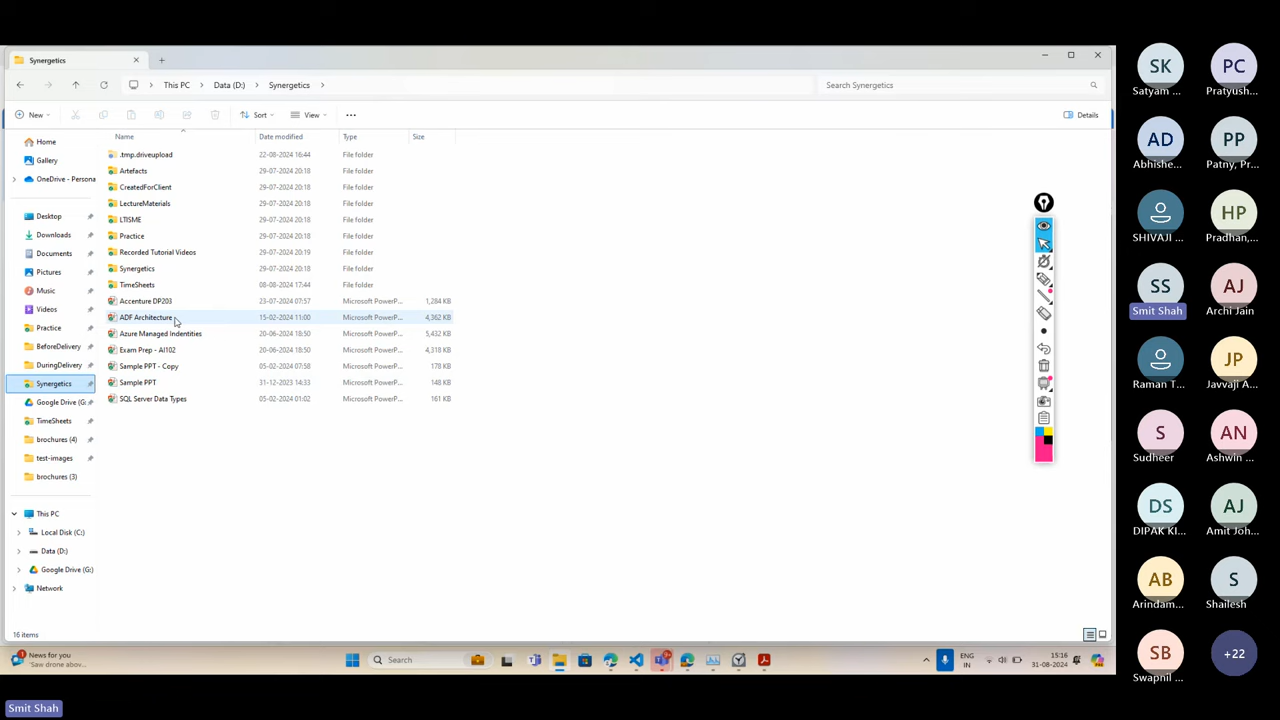 Synergetics
This PC > Data (D:) > Synergetics >
Search Synergetics
New
Sort
View
Details
Name
Date modified
Type
Size
Home
Gallery
OneDrive - Persona
Desktop
Downloads
Documents
Pictures
Music
Videos
Practice
BeforeDelivery
DuringDelivery
Synergetics
Google Drive (G:
TimeSheets
brochures (4)
test-images
brochures (3)
This PC
Local Disk (C:)
Data (D:)
Google Drive (G:)
Network
.tmp.driveupload 22-08-2024 16:44 File folder
Artefacts 29-07-2024 20:18 File folder
CreatedForClient 29-07-2024 20:18 File folder
LectureMaterials 29-07-2024 20:18 File folder
LTISME 29-07-2024 20:18 File folder
Practice 29-07-2024 20:18 File folder
Recorded Tutorial Videos 29-07-2024 20:19 File folder
Synergetics 29-07-2024 20:18 File folder
TimeSheets 08-08-2024 17:44 File folder
Accenture DP203 23-07-2024 07:57 Microsoft PowerP... 1,284 KB
ADF Architecture 15-02-2024 11:00 Microsoft PowerP... 4,362 KB
Azure Managed Indentities 20-06-2024 18:50 Microsoft PowerP... 5,432 KB
Exam Prep - AI102 20-06-2024 18:50 Microsoft PowerP... 4,318 KB
Sample PPT - Copy 05-02-2024 07:58 Microsoft PowerP... 178 KB
Sample PPT 31-12-2023 14:33 Microsoft PowerP... 148 KB
SQL Server Data Types 05-02-2024 01:02 Microsoft PowerP... 161 KB
16 items
News for you
'Saw drone abov...
Search
ENG
IN
15:16
31-08-2024
SK
Satyam ...
PC
Pratyush...
AD
Abhishe...
PP
Patny, Pr...
SHIVAJI ...
HP
Pradhan,...
SS
Smit Shah
AJ
Archi Jain
Raman T...
JP
Javvaji A...
S
Sudheer
AN
Ashwin ...
DS
DIPAK KI...
AJ
Amit Joh...
AB
Arindam...
S
Shailesh
SB
Swapnil ...
+22
Smit Shah